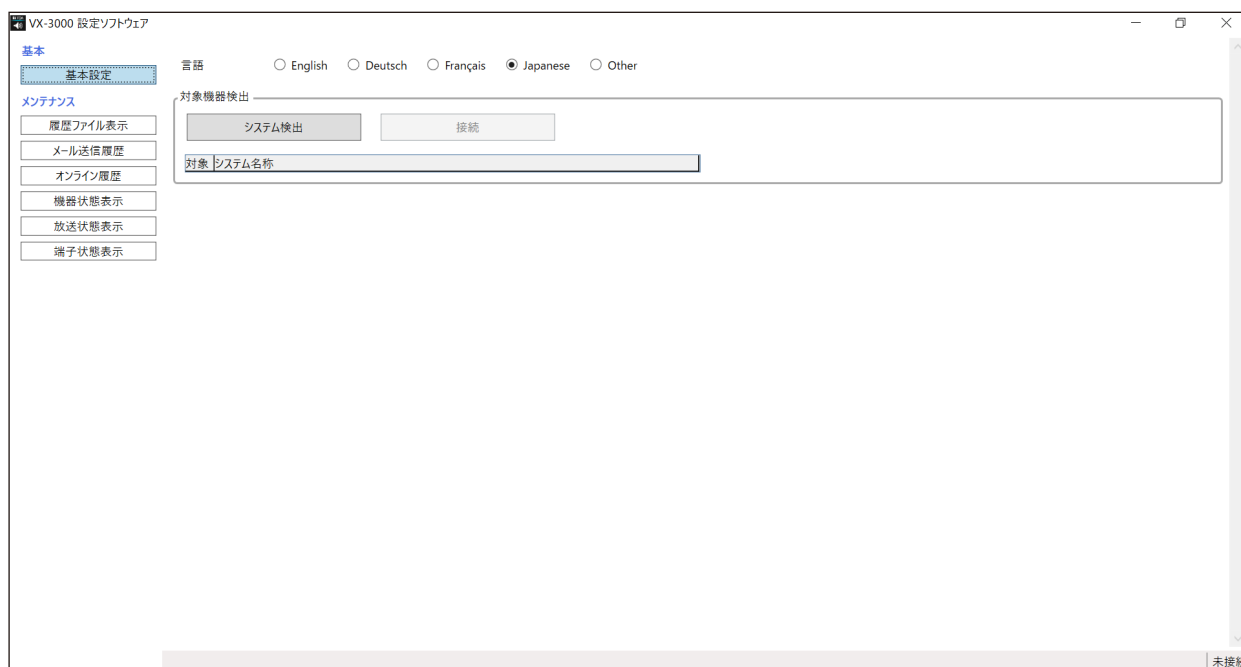 VX-3000 設定ソフトウェア
基本
基本設定
メンテナンス
履歴ファイル表示
メール送信履歴
オンライン履歴
機器状態表示
放送状態表示
端子状態表示
言語 English Deutsch Français Japanese Other
対象機器検出
システム検出 接続
対象 システム名称
未接続